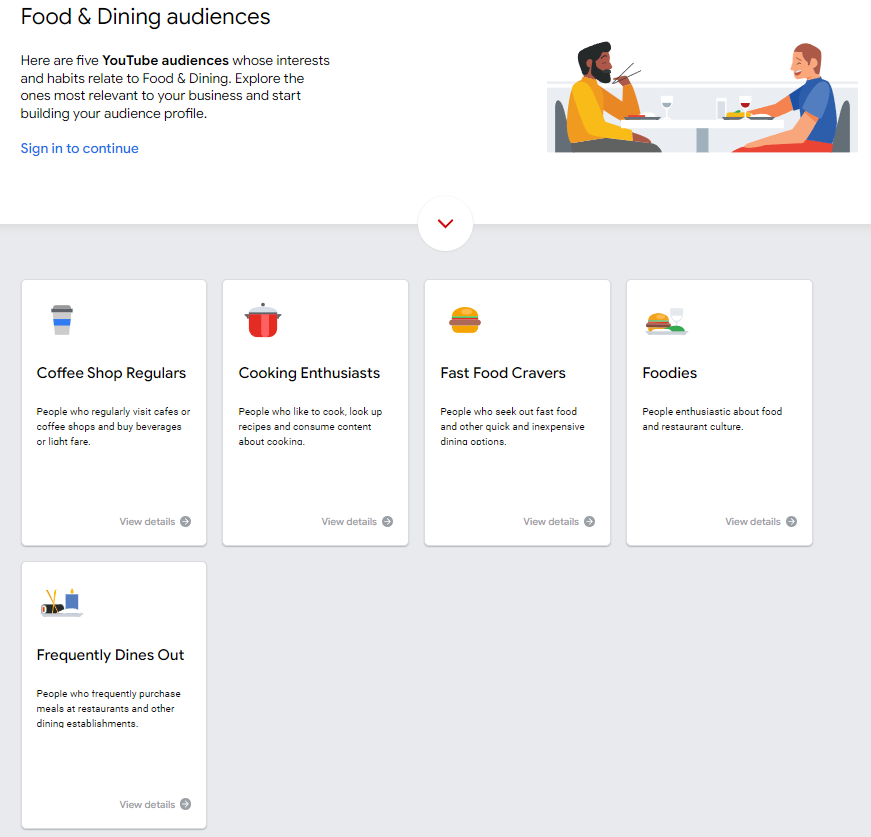 Food & Dining audiences
Here are five YouTube audiences whose interests
and habits relate to Food & Dining. Explore the
ones most relevant to your business and start
building your audience profile.
Sign in to continue
Coffee Shop Regulars
People who regularly visit cafes or
coffee shops and buy beverages
or light fare.
View details
Cooking Enthusiasts
People who like to cook, look up
recipes and consume content
about cooking.
View details
Fast Food Cravers
People who seek out fast food
and other quick and inexpensive
dining options.
View details
Foodies
People enthusiastic about food
and restaurant culture.
View details
Frequently Dines Out
People who frequently purchase
meals at restaurants and other
dining establishments.
View details